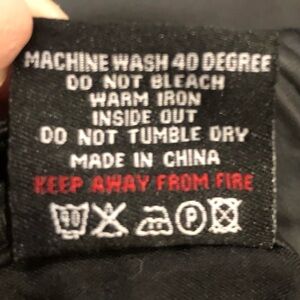 MACHINE WASH 40 DEGREE
DO NOT BLEACH
WARM IRON
INSIDE OUT
DO NOT TUMBLE DRY
MADE IN CHINA
KEEP AWAY FROM FIRE
40 P